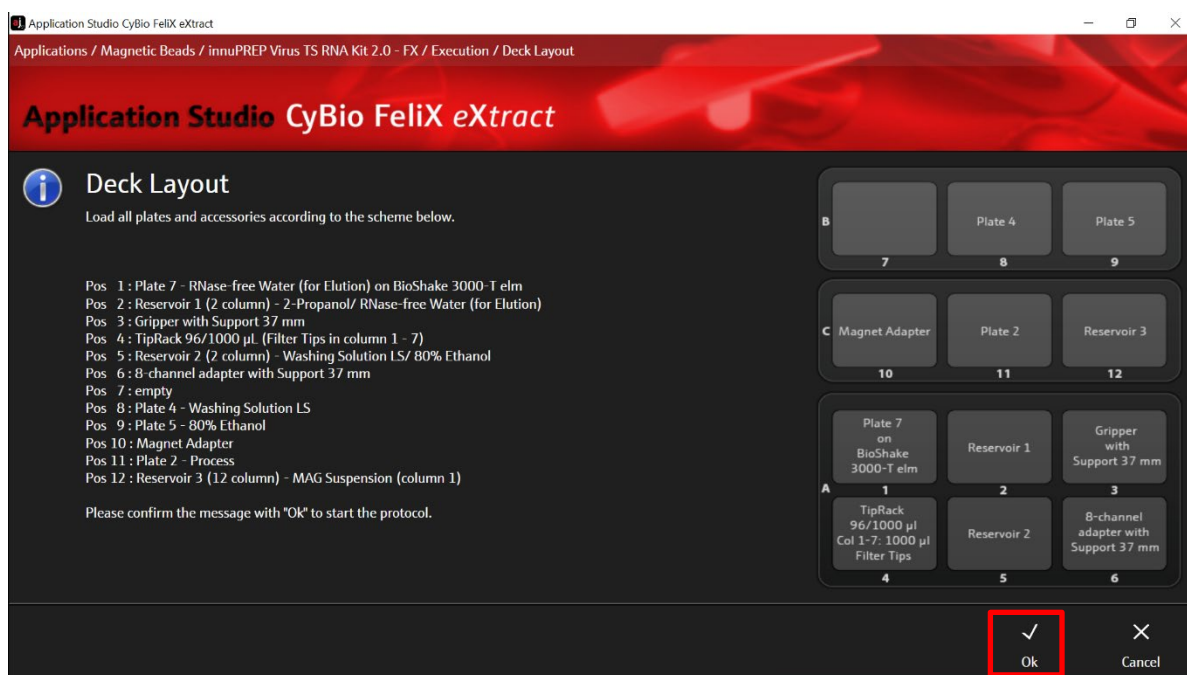 Application Studio CyBio FeliX eXtract
Applications / Magnetic Beads / innuPREP Virus TS RNA Kit 2.0 - FX / Execution / Deck Layout
Application Studio CyBio FeliX eXtract
Deck Layout
Load all plates and accessories according to the scheme below.
Pos 1 : Plate 7 - RNase-free Water (for Elution) on BioShake 3000-T elm
Pos 2 : Reservoir 1 (2 column) - 2-Propanol/ RNase-free Water (for Elution)
Pos 3 : Gripper with Support 37 mm
Pos 4 : TipRack 96/1000 µL (Filter Tips in column 1 - 7)
Pos 5 : Reservoir 2 (2 column) - Washing Solution LS/ 80% Ethanol
Pos 6 : 8-channel adapter with Support 37 mm
Pos 7 : empty
Pos 8 : Plate 4 - Washing Solution LS
Pos 9 : Plate 5 - 80% Ethanol
Pos 10 : Magnet Adapter
Pos 11 : Plate 2 - Process
Pos 12 : Reservoir 3 (12 column) - MAG Suspension (column 1)
Please confirm the message with "Ok" to start the protocol.
B Plate 4 Plate 5
7 8 9
C Magnet Adapter Plate 2 Reservoir 3
10 11 12
Plate 7
on
BioShake
3000-T elm
Reservoir 1
Gripper
with
Support 37 mm
A
1 2 3
TipRack
96/1000 µl
Col 1-7: 1000 µl
Filter Tips
Reservoir 2
8-channel
adapter with
Support 37 mm
4 5 6
Ok Cancel